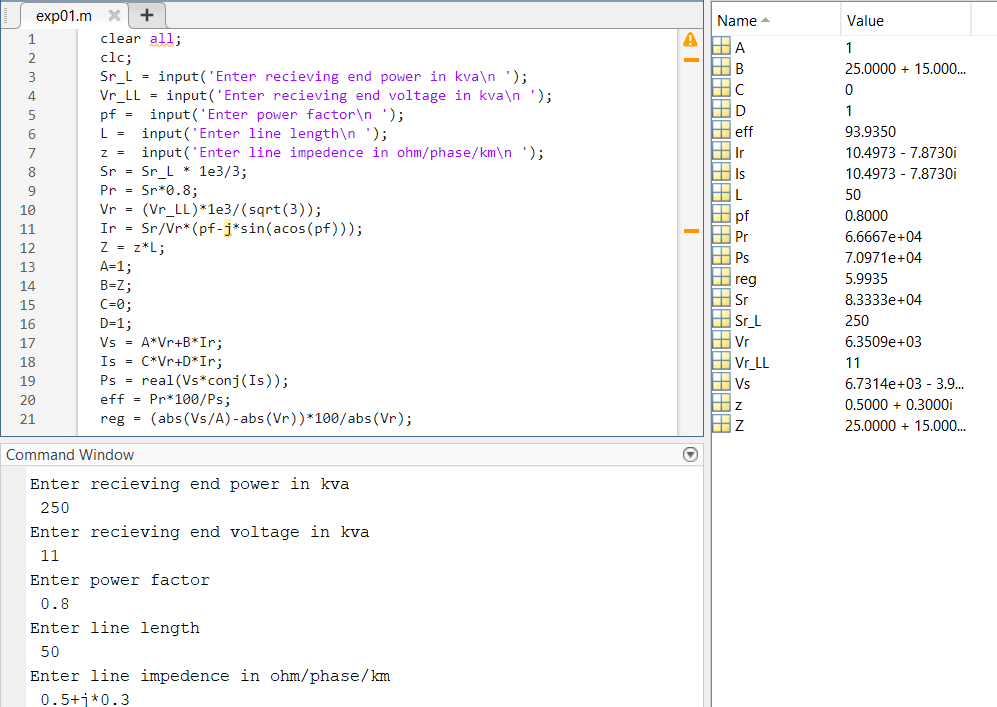 exp01.m
1 clear all;
2 clc;
3 Sr_L = input('Enter recieving end power in kva\n ');
4 Vr_LL = input('Enter recieving end voltage in kva\n ');
5 pf =  input('Enter power factor\n ');
6 L =  input('Enter line length\n ');
7 z =  input('Enter line impedence in ohm/phase/km\n ');
8 Sr = Sr_L * 1e3/3;
9 Pr = Sr*0.8;
10 Vr = (Vr_LL)*1e3/(sqrt(3));
11 Ir = Sr/Vr*(pf-j*sin(acos(pf)));
12 Z = z*L;
13 A=1;
14 B=Z;
15 C=0;
16 D=1;
17 Vs = A*Vr+B*Ir;
18 Is = C*Vr+D*Ir;
19 Ps = real(Vs*conj(Is));
20 eff = Pr*100/Ps;
21 reg = (abs(Vs/A)-abs(Vr))*100/abs(Vr);
Command Window
Enter recieving end power in kva
250
Enter recieving end voltage in kva
11
Enter power factor
0.8
Enter line length
50
Enter line impedence in ohm/phase/km
0.5+j*0.3
Name Value
A 1
B 25.0000 + 15.000...
C 0
D 1
eff 93.9350
Ir 10.4973 - 7.8730i
Is 10.4973 - 7.8730i
L 50
pf 0.8000
Pr 6.6667e+04
Ps 7.0971e+04
reg 5.9935
Sr 8.3333e+04
Sr_L 250
Vr 6.3509e+03
Vr_LL 11
Vs 6.7314e+03 - 3.9...
z 0.5000 + 0.3000i
Z 25.0000 + 15.000...